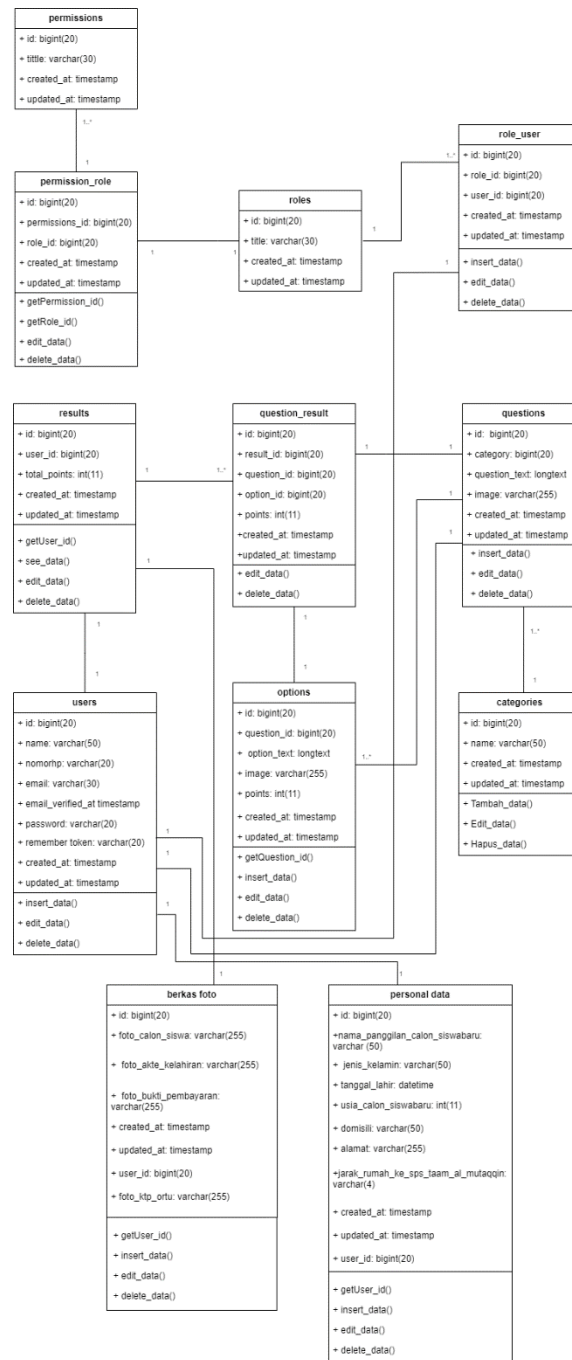 permissions
+ id: bigint(20)
+ tittle: varchar(30)
+ created_at: timestamp
+ updated_at: timestamp
1..*
1
permission_role
+ id: bigint(20)
+ permissions_id: bigint(20)
+ role_id: bigint(20)
+ created_at: timestamp
+ updated_at: timestamp
+ getPermission_id()
+ getRole_id()
+ edit_data()
+ delete_data()
1
1
roles
+ id: bigint(20)
+ title: varchar(30)
+ created_at: timestamp
+ updated_at: timestamp
1
1..*
role_user
+ id: bigint(20)
+ role_id: bigint(20)
+ user_id: bigint(20)
+ created_at: timestamp
+ updated_at: timestamp
+ insert_data()
+ edit_data()
+ delete_data()
1
results
+ id: bigint(20)
+ user_id: bigint(20)
+ total_points: int(11)
+ created_at: timestamp
+ updated_at: timestamp
+ getUser_id()
+ see_data()
+ edit_data()
+ delete_data()
1
1..*
1
question_result
+ id: bigint(20)
+ result_id: bigint(20)
+ question_id: bigint(20)
+ option_id: bigint(20)
+ points: int(11)
+created_at: timestamp
+updated_at: timestamp
+ edit_data()
+ delete_data()
1
1
1
1
questions
+ id:  bigint(20)
+ category: bigint(20)
+ question_text: longtext
+ image: varchar(255)
+ created_at: timestamp
+ updated_at: timestamp
+ insert_data()
+ edit_data()
+ delete_data()
1..*
1
1
1
1
1
users
+ id: bigint(20)
+ name: varchar(50)
+ nomorhp: varchar(20)
+ email: varchar(30)
+ email_verified_at timestamp
+ password: varchar(20)
+ remember token: varchar(20)
+ created_at: timestamp
+ updated_at: timestamp
+ insert_data()
+ edit_data()
+ delete_data()
1
1
1
options
+ id: bigint(20)
+ question_id: bigint(20)
+ option_text: longtext
+ image: varchar(255)
+ points: int(11)
+ created_at: timestamp
+ updated_at: timestamp
+ getQuestion_id()
+ insert_data()
+ edit_data()
+ delete_data()
1..*
categories
+ id: bigint(20)
+ name: varchar(50)
+ created_at: timestamp
+ updated_at: timestamp
+ Tambah_data()
+ Edit_data()
+ Hapus_data()
1
1
berkas foto
+ id: bigint(20)
+ foto_calon_siswa: varchar(255)
+ foto_akte_kelahiran: varchar(255)
+ foto_bukti_pembayaran:
varchar(255)
+ created_at: timestamp
+ updated_at: timestamp
+ user_id: bigint(20)
+ foto_ktp_ortu: varchar(255)
+ getUser_id()
+ insert_data()
+ edit_data()
+ delete_data()
personal data
+ id: bigint(20)
+nama_panggilan_calon_siswabaru:
varchar (50)
+ jenis_kelamin: varchar(50)
+ tanggal_lahir: datetime
+ usia_calon_siswabaru: int(11)
+ domisili: varchar(50)
+ alamat: varchar(255)
+jarak_rumah_ke_sps_taam_al_mutaqqin:
varchar(4)
+ created_at: timestamp
+ updated_at: timestamp
+ user_id: bigint(20)
+ getUser_id()
+ insert_data()
+ edit_data()
+ delete_data()